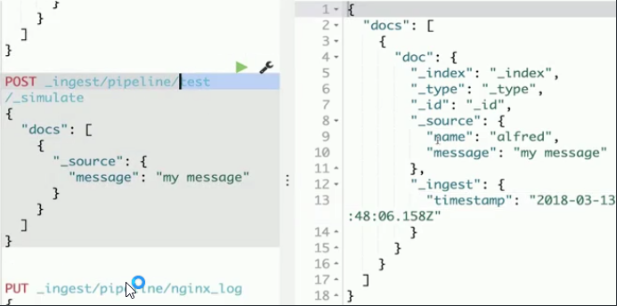 }
}
]
}
POST _ingest/pipeline/test
/_simulate
{
"docs": [
{
"_source": {
"message": "my message"
}
}
]
}
PUT _ingest/pipeline/nginx_log
{
1 {
2 "docs": [
3 {
4 "doc": {
5 "_index": "_index",
6 "_type": "_type",
7 "_id": "_id",
8 "_source": {
9 "name": "alfred",
10 "message": "my message"
11 },
12 "_ingest": {
13 "timestamp": "2018-03-13
:48:06.158Z"
14 }
15 }
16 }
17 ]
18 }